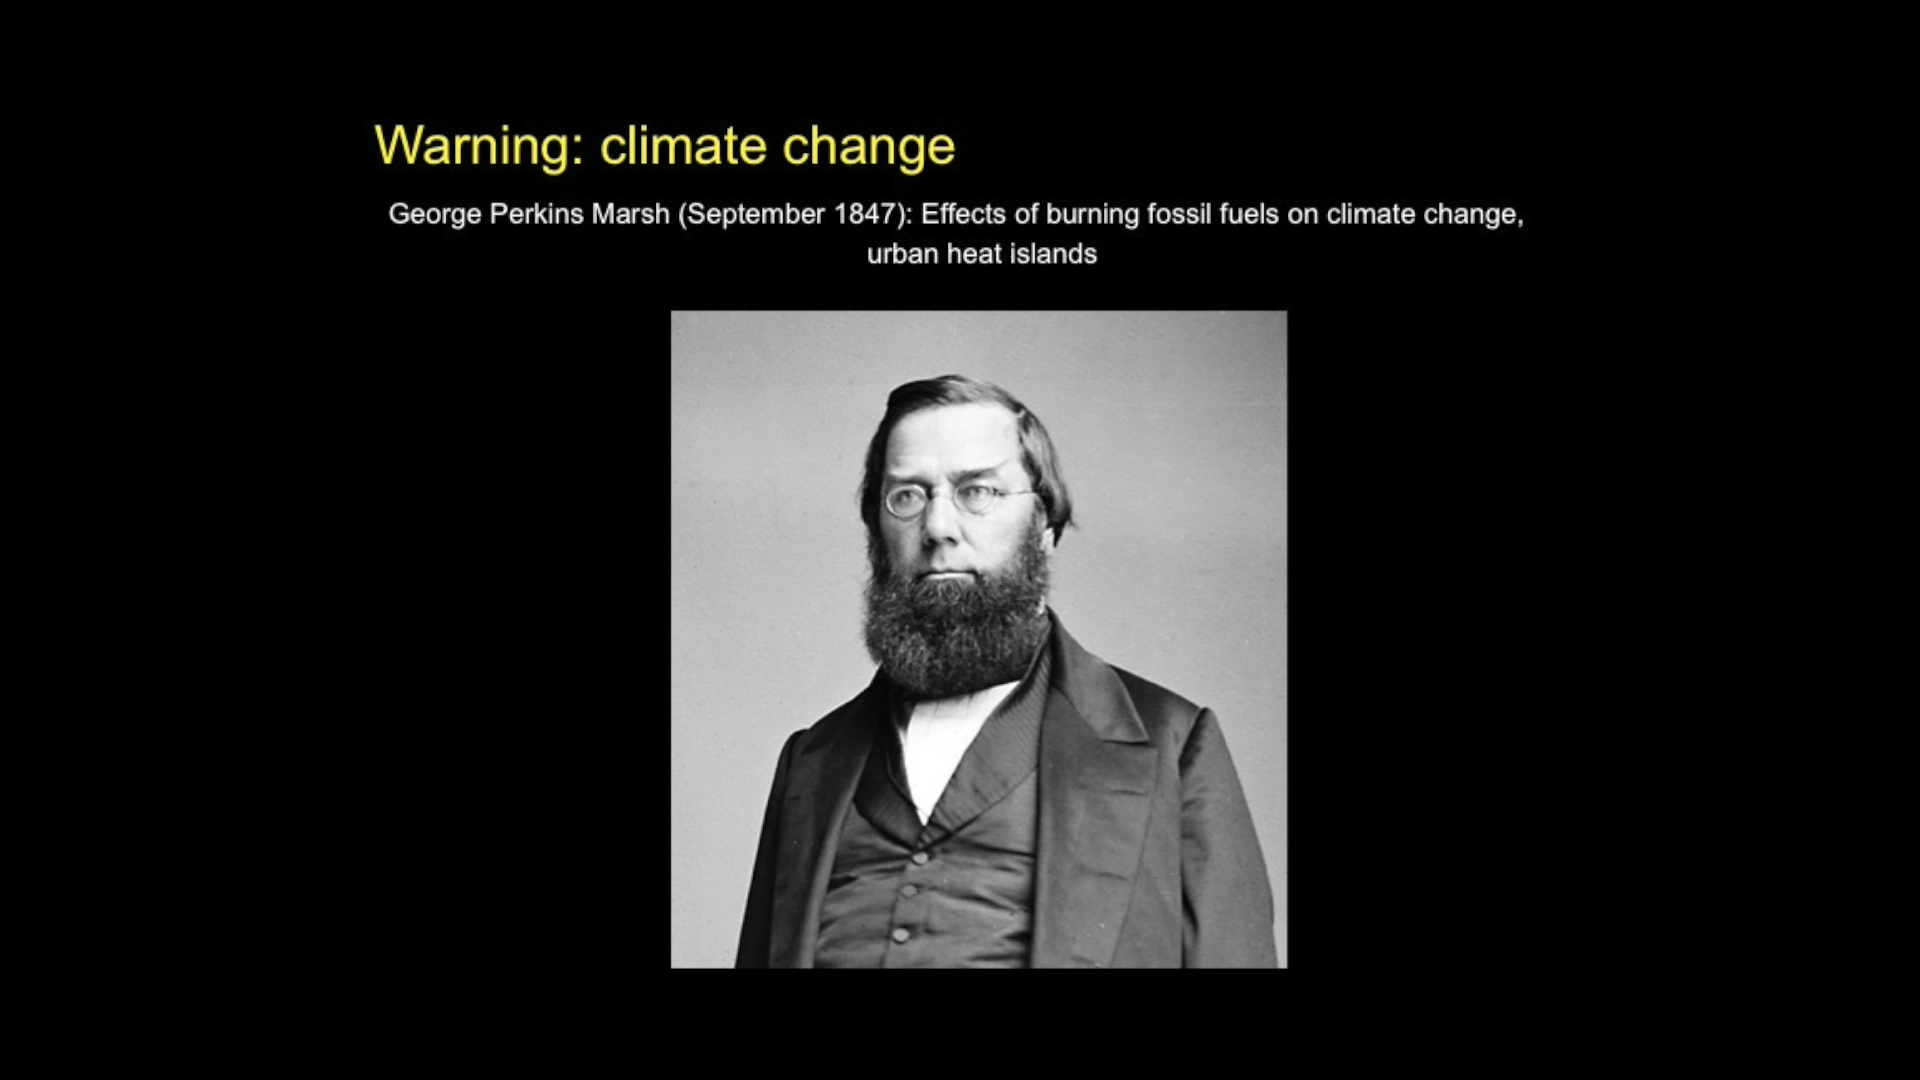 Warning: climate change
George Perkins Marsh (September 1847): Effects of burning fossil fuels on climate change,
urban heat islands